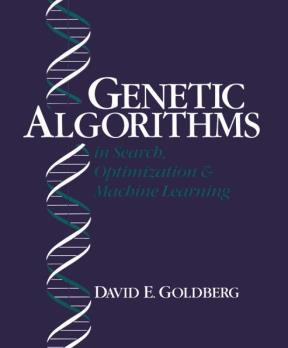 GENETIC
ALGORITHMS
in Search,
Optimization &
Machine Learning
DAVID E. GOLDBERG